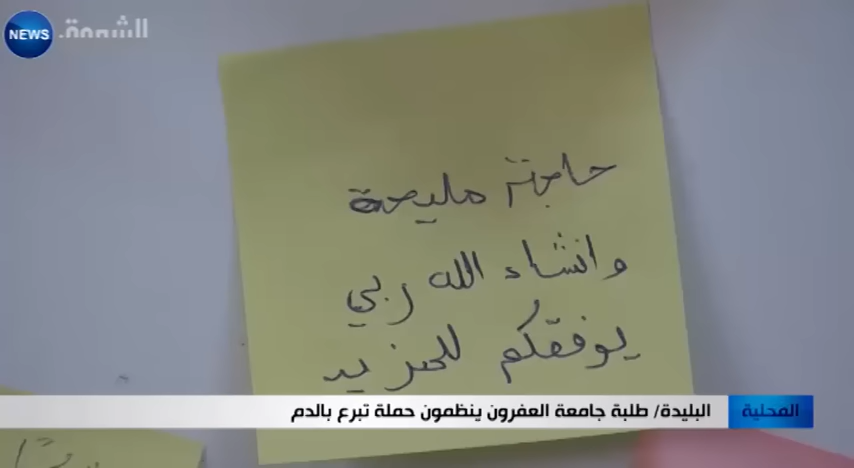 NEWS الشروق.
حاجة مليحة
وانشاء الله ربي
يوفقكم للمزيد
المحلية
البليدة/ طلبة جامعة العفرون ينظمون حملة تبرع بالدم